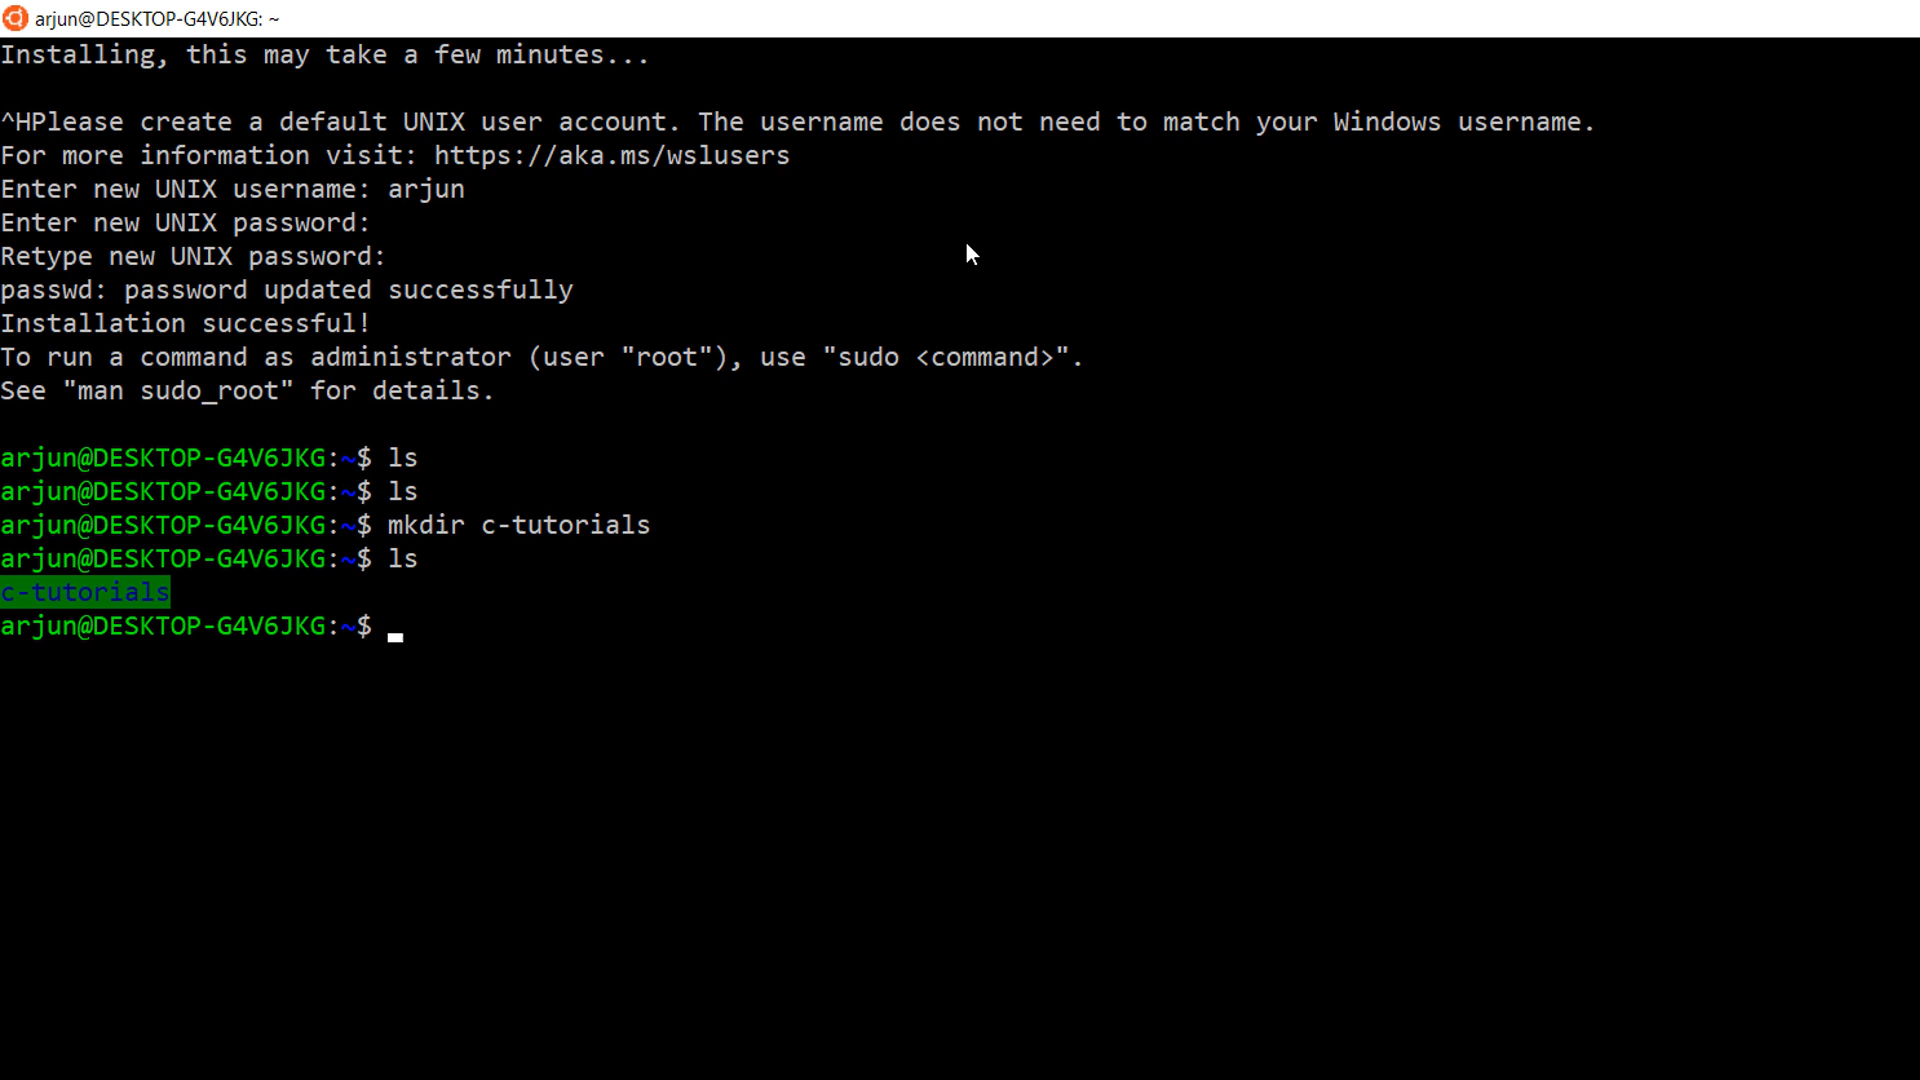 arjun@DESKTOP-G4V6JKG: ~
Installing, this may take a few minutes...
^HPlease create a default UNIX user account. The username does not need to match your Windows username.
For more information visit: https://aka.ms/wslusers
Enter new UNIX username: arjun
Enter new UNIX password:
Retype new UNIX password:
passwd: password updated successfully
Installation successful!
To run a command as administrator (user "root"), use "sudo <command>".
See "man sudo_root" for details.
arjun@DESKTOP-G4V6JKG:~$ ls
arjun@DESKTOP-G4V6JKG:~$ ls
arjun@DESKTOP-G4V6JKG:~$ mkdir c-tutorials
arjun@DESKTOP-G4V6JKG:~$ ls
c-tutorials
arjun@DESKTOP-G4V6JKG:~$